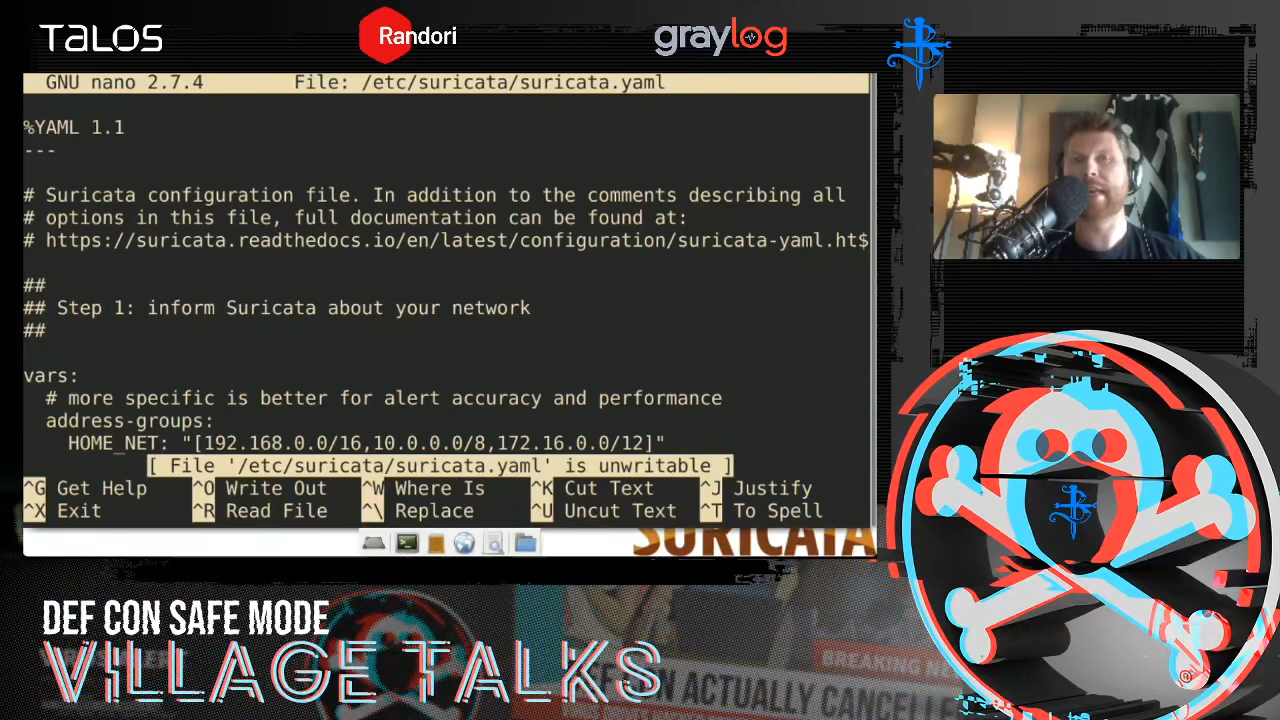 TALOS
Randori
graylog
GNU nano 2.7.4 File: /etc/suricata/suricata.yaml
%YAML 1.1
---
# Suricata configuration file. In addition to the comments describing all
# options in this file, full documentation can be found at:
# https://suricata.readthedocs.io/en/latest/configuration/suricata-yaml.ht$
##
## Step 1: inform Suricata about your network
##
vars:
# more specific is better for alert accuracy and performance
address-groups:
HOME_NET: "[192.168.0.0/16,10.0.0.0/8,172.16.0.0/12]"
[ File '/etc/suricata/suricata.yaml' is unwritable ]
^G Get Help ^O Write Out ^W Where Is ^K Cut Text ^J Justify
^X Exit ^R Read File ^\ Replace ^U Uncut Text ^T To Spell
SURICATA
DEF CON SAFE MODE
VILLAGE TALKS
BREAKING NE
CON ACTUALLY CANCELLE